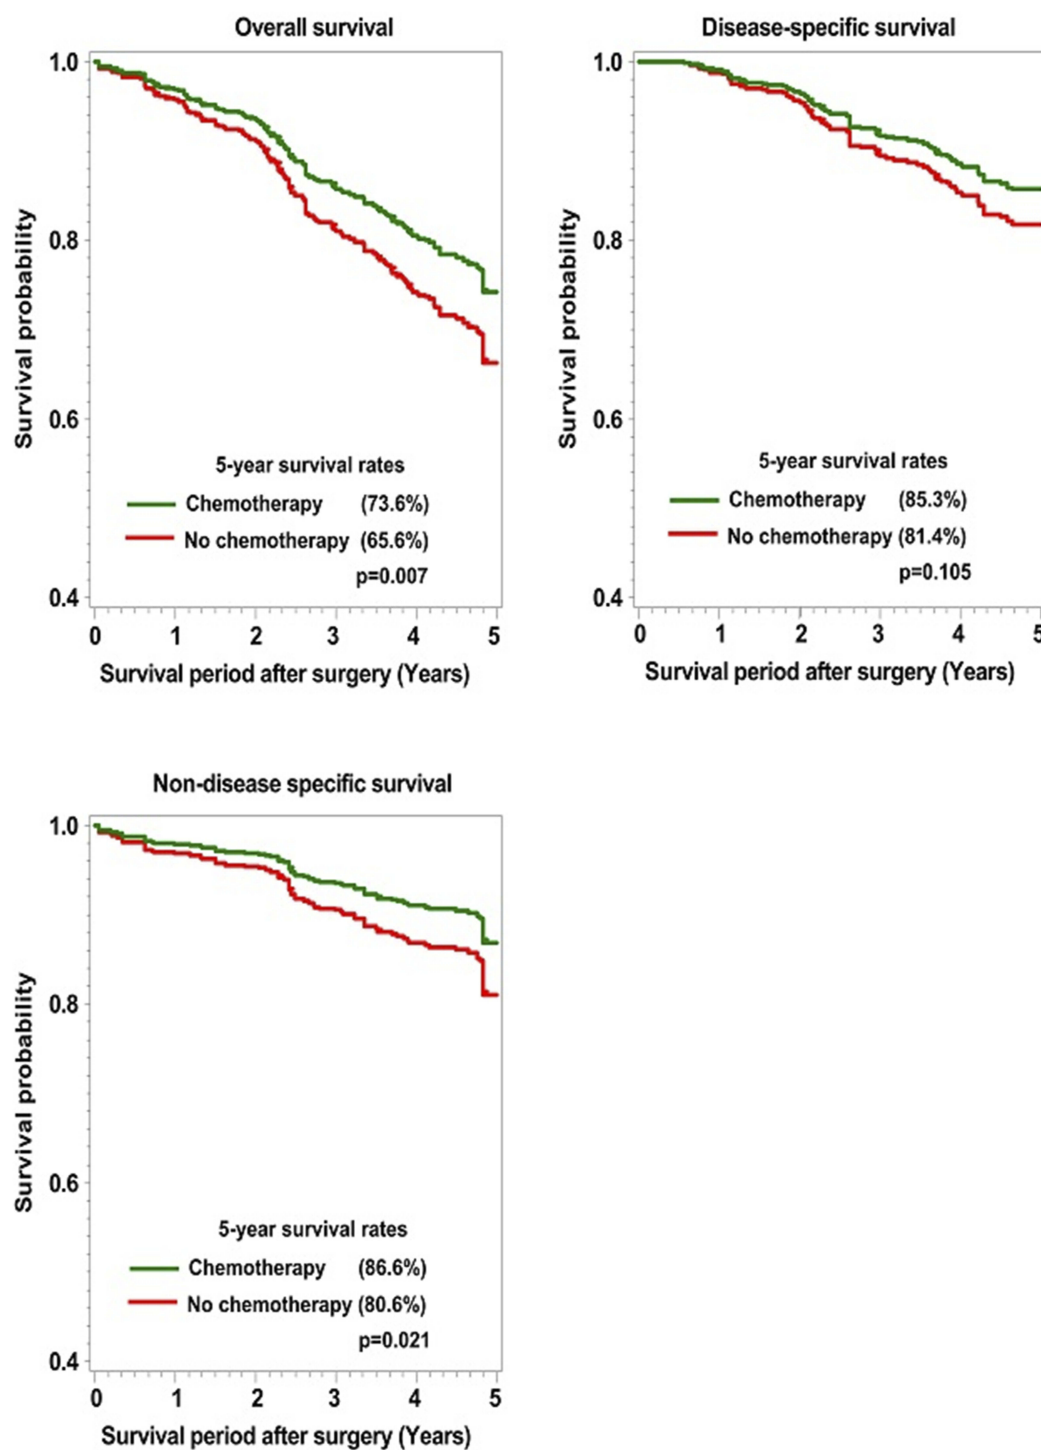 Overall survival
1.0
0.8
0.6
0.4
Survival probability
5-year survival rates
Chemotherapy (73.6%)
No chemotherapy (65.6%)
p=0.007
0 1 2 3 4 5
Survival period after surgery (Years)
Disease-specific survival
1.0
0.8
0.6
0.4
Survival probability
5-year survival rates
Chemotherapy (85.3%)
No chemotherapy (81.4%)
p=0.105
0 1 2 3 4 5
Survival period after surgery (Years)
Non-disease specific survival
1.0
0.8
0.6
0.4
Survival probability
5-year survival rates
Chemotherapy (86.6%)
No chemotherapy (80.6%)
p=0.021
0 1 2 3 4 5
Survival period after surgery (Years)